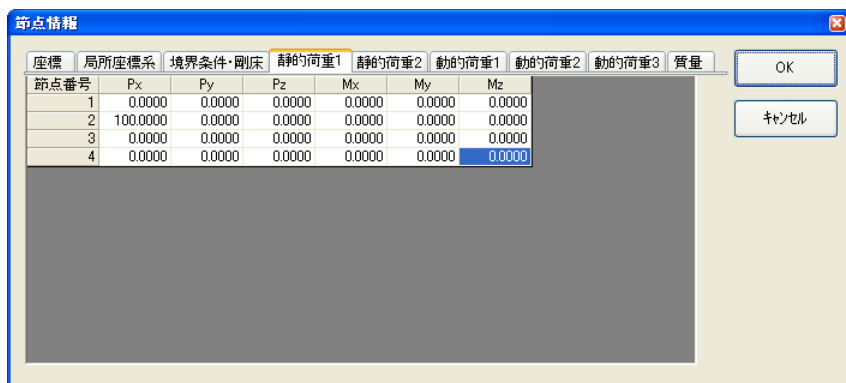 節点情報
座標 局所座標系 境界条件・剛床 静的荷重1 静的荷重2 動的荷重1 動的荷重2 動的荷重3 質量
OK
キャンセル
節点番号 Px Py Pz Mx My Mz
1 0.0000 0.0000 0.0000 0.0000 0.0000 0.0000
2 100.0000 0.0000 0.0000 0.0000 0.0000 0.0000
3 0.0000 0.0000 0.0000 0.0000 0.0000 0.0000
4 0.0000 0.0000 0.0000 0.0000 0.0000 0.0000